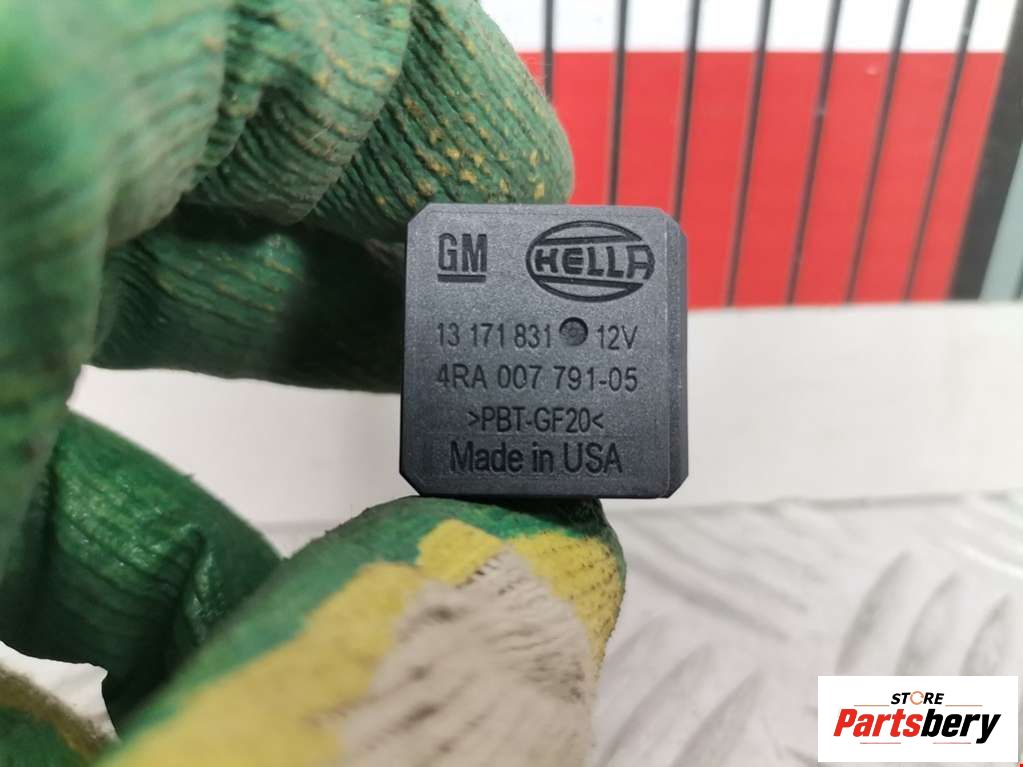 GM HELLA
13 171 831 12V
4RA 007 791-05
>PBT-GF20<
Made in USA
STORE
Partsbery